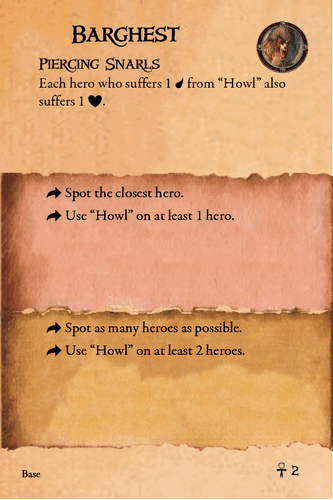 Barghest
Piercing Snarls
Each hero who suffers 1 from “Howl” also
suffers 1 .
Spot the closest hero.
Use “Howl” on at least 1 hero.
Spot as many heroes as possible.
Use “Howl” on at least 2 heroes.
Base
2